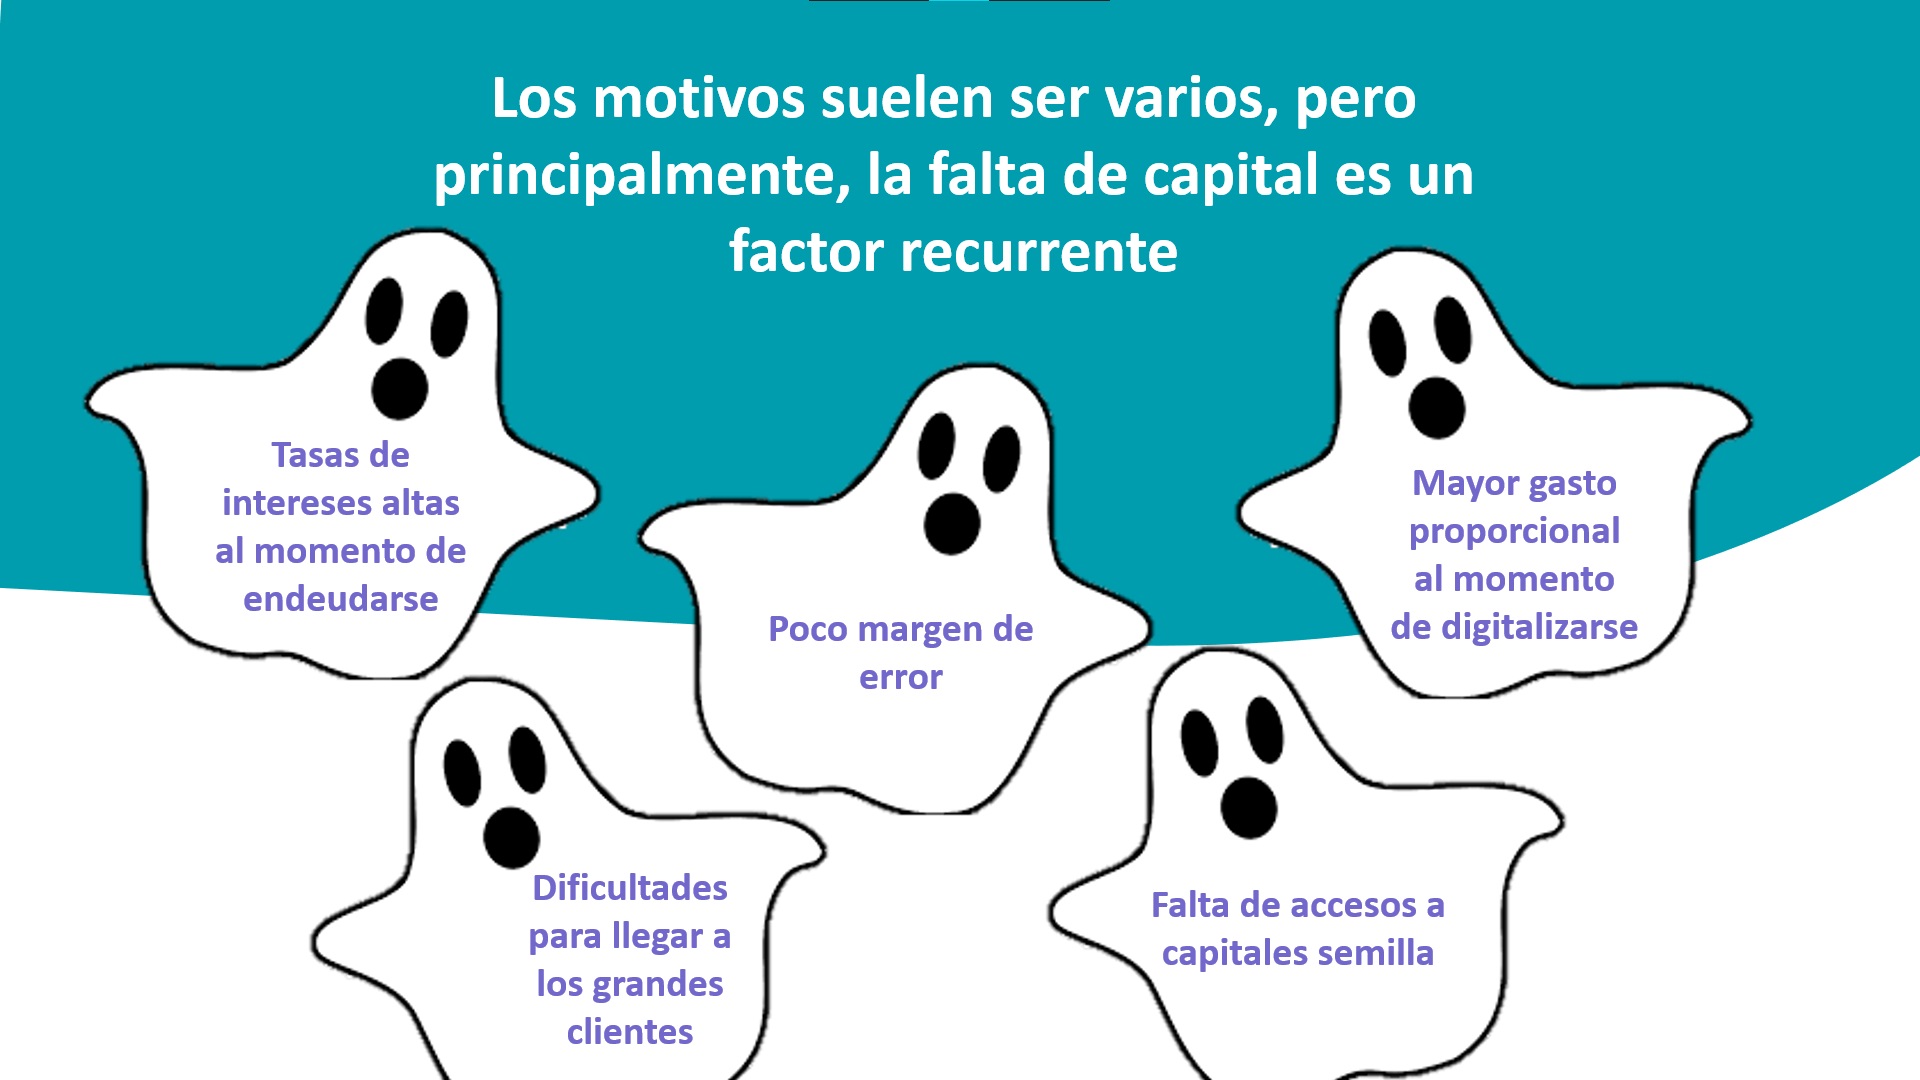 Los motivos suelen ser varios, pero
principalmente, la falta de capital es un
factor recurrente
Tasas de
intereses altas
al momento de
endeudarse
Poco margen de
error
Mayor gasto
proporcional
al momento
de digitalizarse
Dificultades
para llegar a
los grandes
clientes
Falta de accesos a
capitales semilla